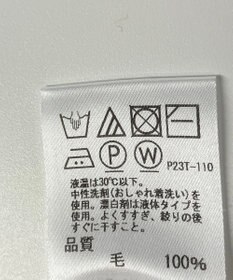 P W P23T-110
液温は30℃以下。
中性洗剤(おしゃれ着洗い)を
使用。漂白剤は液体タイプを
使用。よくすすぎ、絞りの後
すぐに干すこと。
品質
毛 100%